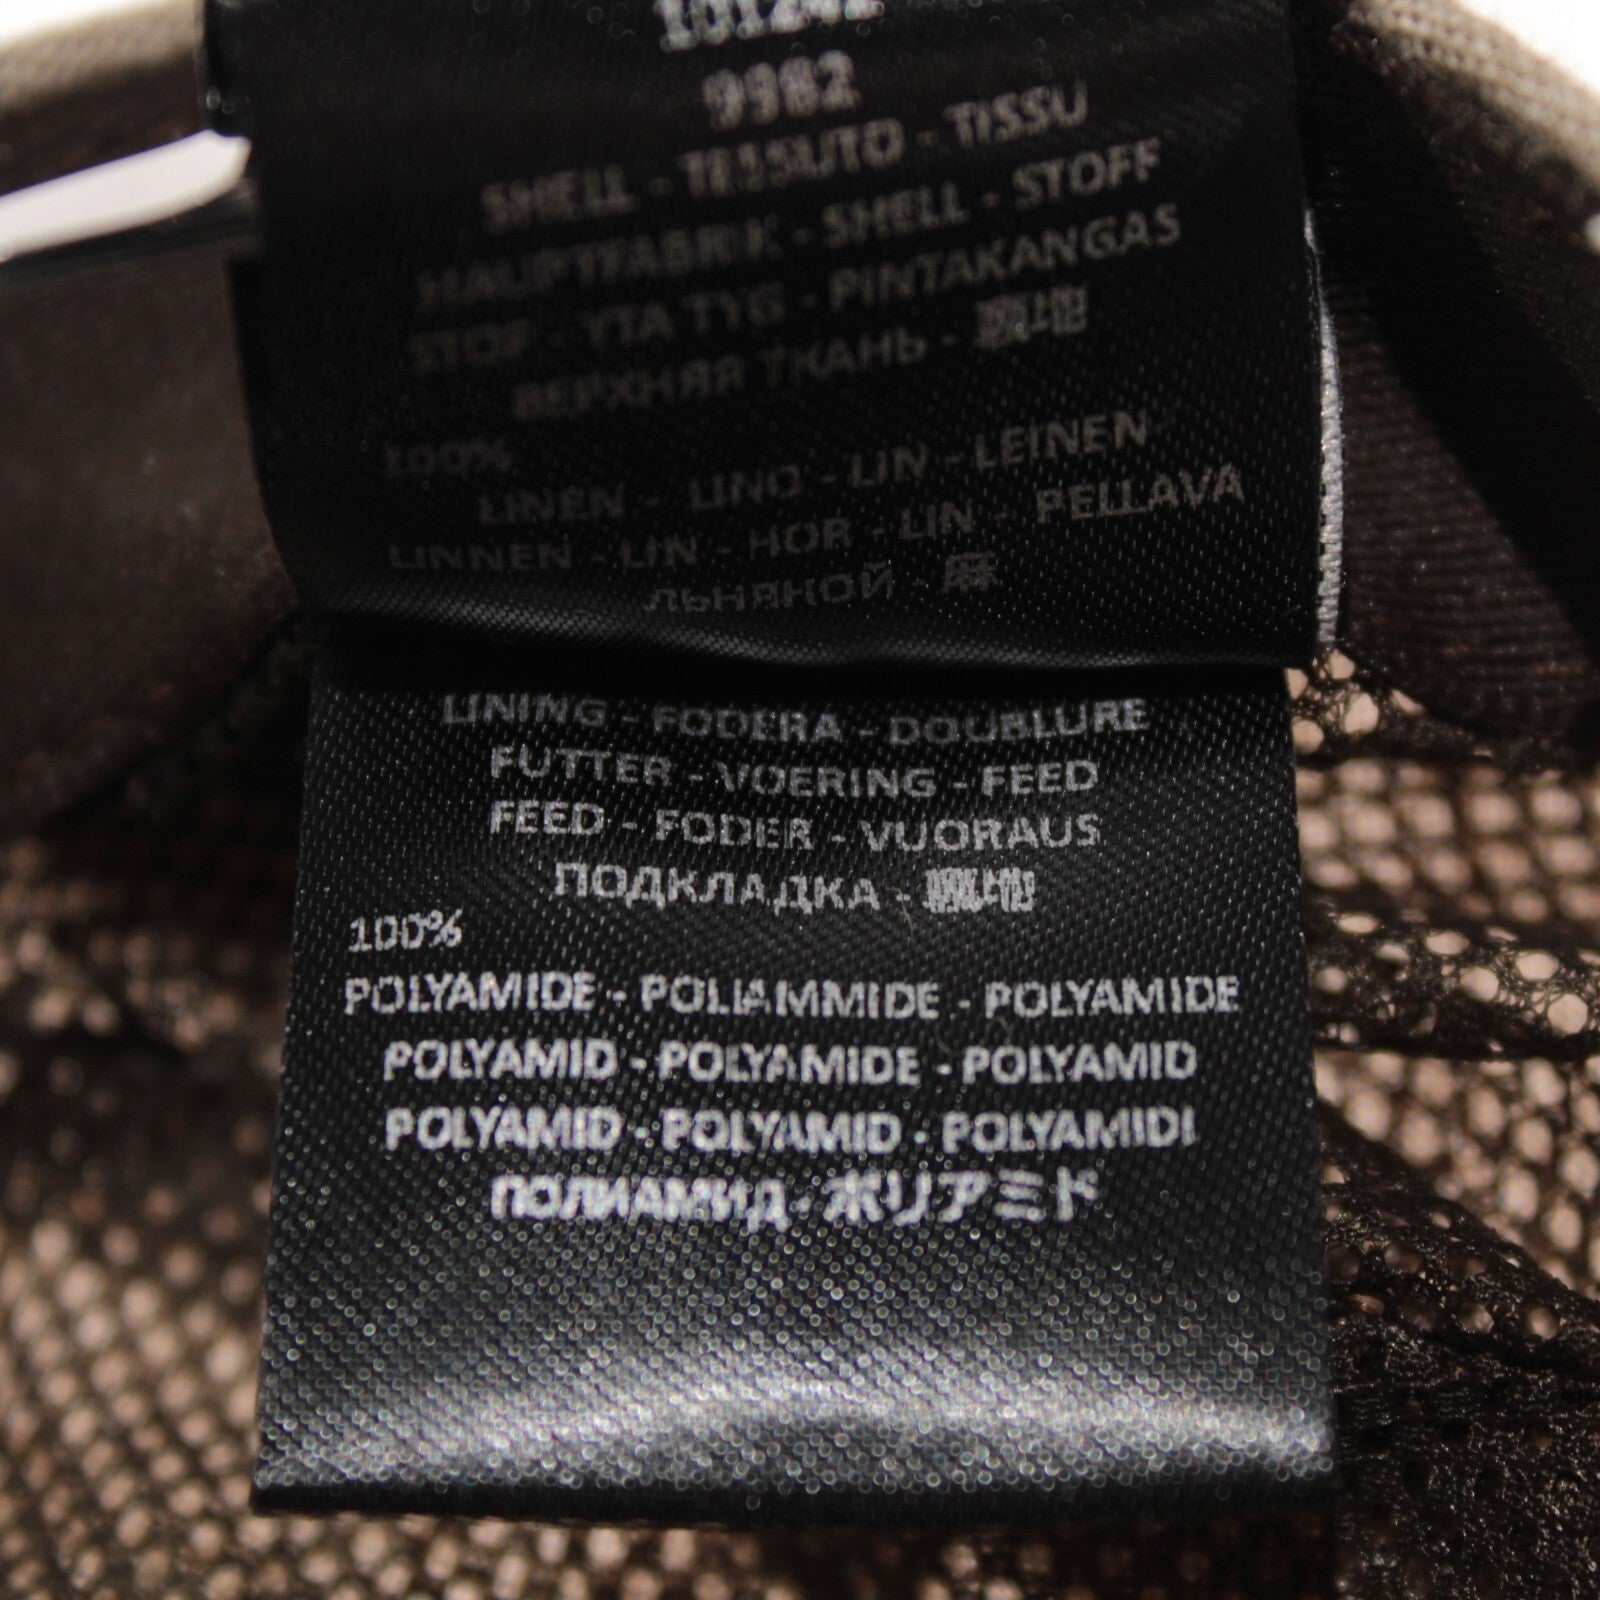 9982
SHELL - TESSUTO - TISSU
HAUPTFABRIK - SHELL - STOFF
STOF - YTA TYG - PINTAKANGAS
ВЕРХНЯЯ ТКАНЬ -
100%
LINEN - LINO - LIN - LEINEN
LINNEN - LIN - HOR - LIN - PELLAVA
ЛЬНЯНОЙ - 麻
LINING - FODERA - DOUBLURE
FUTTER - VOERING - FEED
FEED - FODER - VUORAUS
ПОДКЛАДКА -
100%
POLYAMIDE - POLIAMMIDE - POLYAMIDE
POLYAMID - POLYAMIDE - POLYAMID
POLYAMID - POLYAMID - POLYAMIDI
ПОЛИАМИД - ポリアミド